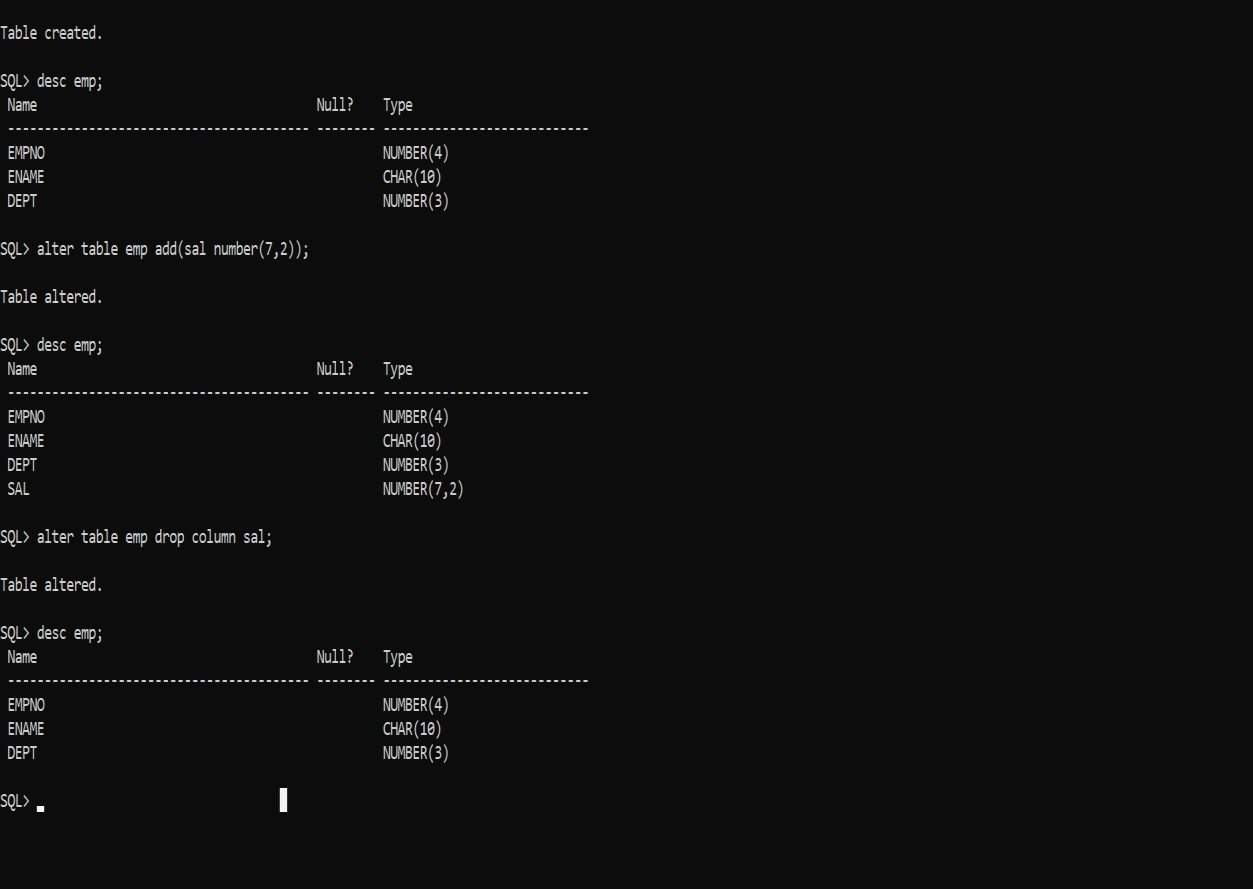 Table created.
SQL> desc emp;
Name Null? Type
----------------------------------------- -------- ----------------------------
EMPNO NUMBER(4)
ENAME CHAR(10)
DEPT NUMBER(3)
SQL> alter table emp add(sal number(7,2));
Table altered.
SQL> desc emp;
Name Null? Type
----------------------------------------- -------- ----------------------------
EMPNO NUMBER(4)
ENAME CHAR(10)
DEPT NUMBER(3)
SAL NUMBER(7,2)
SQL> alter table emp drop column sal;
Table altered.
SQL> desc emp;
Name Null? Type
----------------------------------------- -------- ----------------------------
EMPNO NUMBER(4)
ENAME CHAR(10)
DEPT NUMBER(3)
SQL>